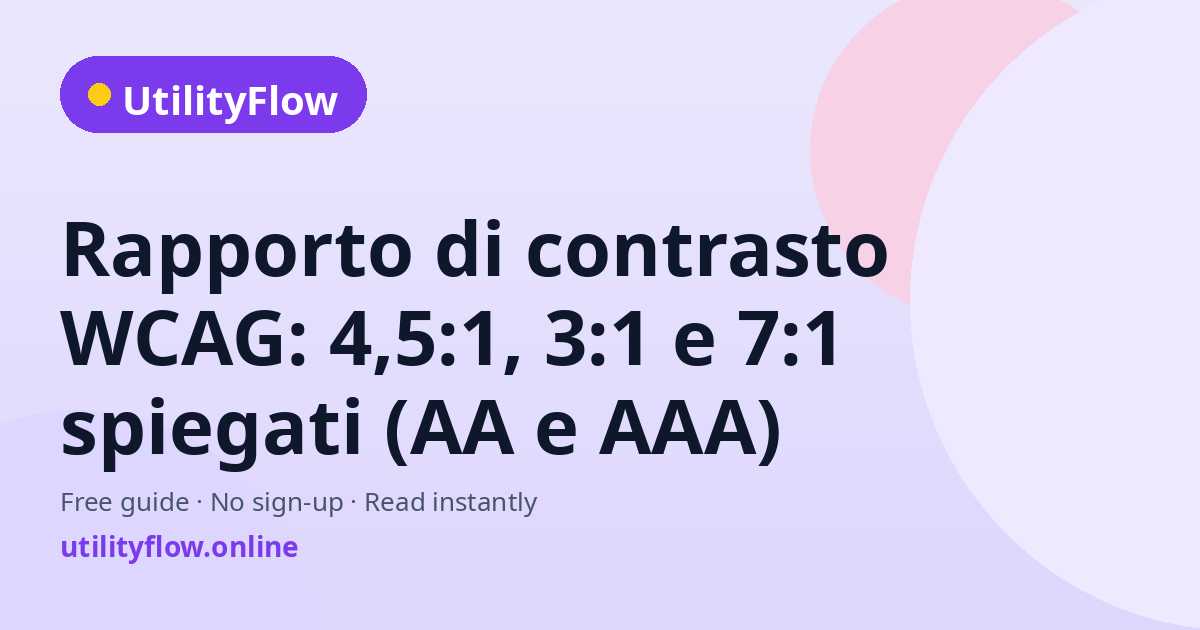 UtilityFlow
Rapporto di contrasto
WCAG: 4,5:1, 3:1 e 7:1
spiegati (AA e AAA)
Free guide · No sign-up · Read instantly
utilityflow.online